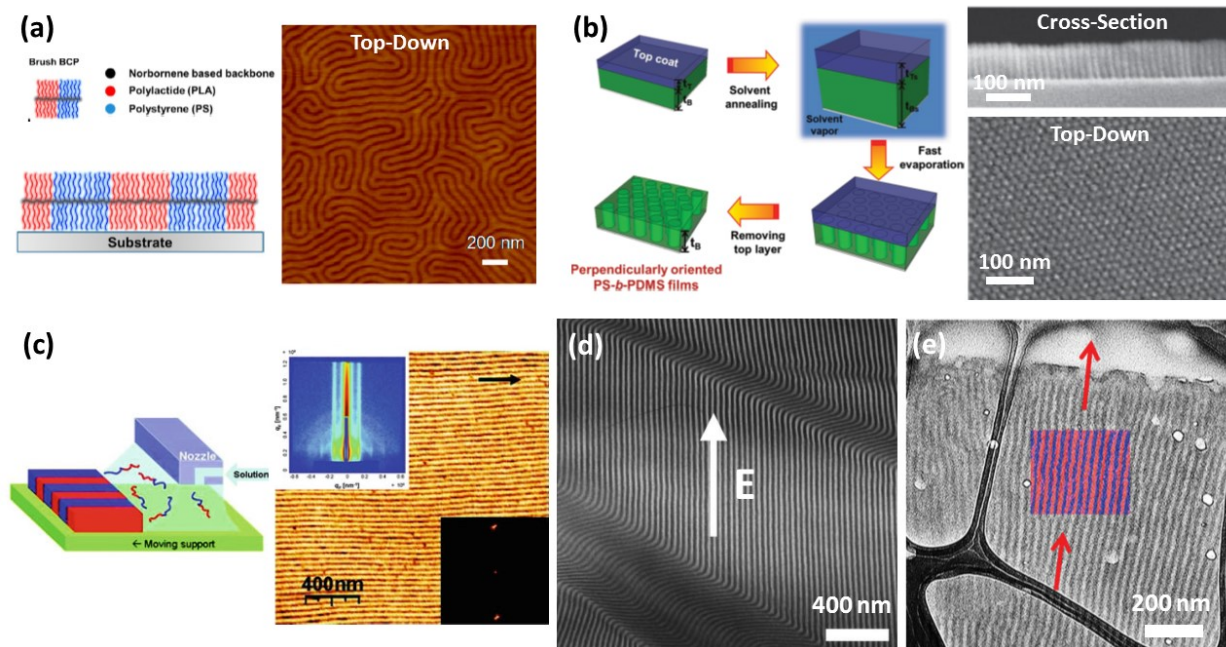 (a)
Brush BCP
Norbornene based backbone
Polylactide (PLA)
Polystyrene (PS)
Substrate
Top-Down
200 nm
(b)
Top coat
Solvent
annealing
Solvent
vapor
Fast
evaporation
Removing
top layer
Perpendicularly oriented
PS-b-PDMS films
Cross-Section
100 nm
Top-Down
100 nm
(c)
Nozzle
Solution
← Moving support
400nm
(d)
E
400 nm
(e)
200 nm